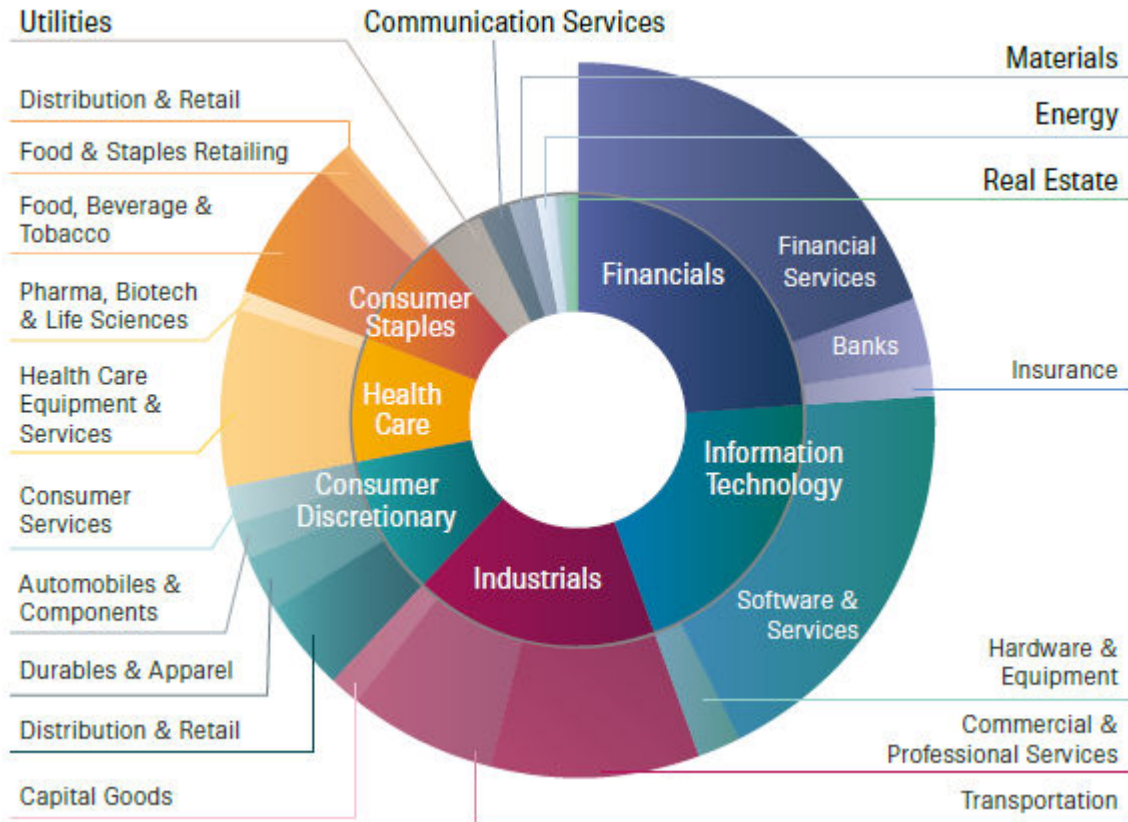 Utilities
Communication Services
Materials
Distribution & Retail
Energy
Food & Staples Retailing
Real Estate
Food, Beverage &
Tobacco
Financial
Services
Financials
Pharma, Biotech
& Life Sciences
Consumer
Staples
Banks
Insurance
Health Care
Equipment &
Services
Health
Care
Information
Technology
Consumer
Services
Consumer
Discretionary
Industrials
Automobiles &
Components
Software &
Services
Durables & Apparel
Hardware &
Equipment
Distribution & Retail
Commercial &
Professional Services
Capital Goods
Transportation